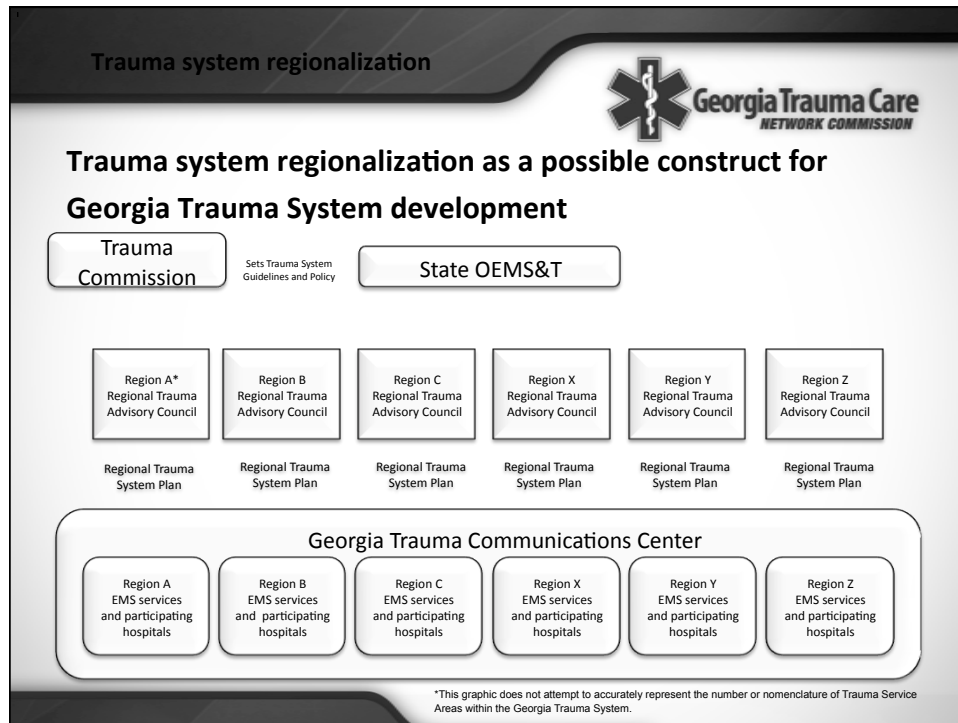 Trauma system regionalization
Georgia Trauma Care
NETWORK COMMISSION
Trauma system regionalization as a possible construct for
Georgia Trauma System development
Trauma
Commission
Sets Trauma System
Guidelines and Policy
State OEMS&T
Region A*
Regional Trauma
Advisory Council
Region B
Regional Trauma
Advisory Council
Region C
Regional Trauma
Advisory Council
Region X
Regional Trauma
Advisory Council
Region Y
Regional Trauma
Advisory Council
Region Z
Regional Trauma
Advisory Council
Regional Trauma
System Plan
Regional Trauma
System Plan
Regional Trauma
System Plan
Regional Trauma
System Plan
Regional Trauma
System Plan
Regional Trauma
System Plan
Georgia Trauma Communications Center
Region A
EMS services
and participating
hospitals
Region B
EMS services
and participating
hospitals
Region C
EMS services
and participating
hospitals
Region X
EMS services
and participating
hospitals
Region Y
EMS services
and participating
hospitals
Region Z
EMS services
and participating
hospitals
*This graphic does not attempt to accurately represent the number or nomenclature of Trauma Service
Areas within the Georgia Trauma System.